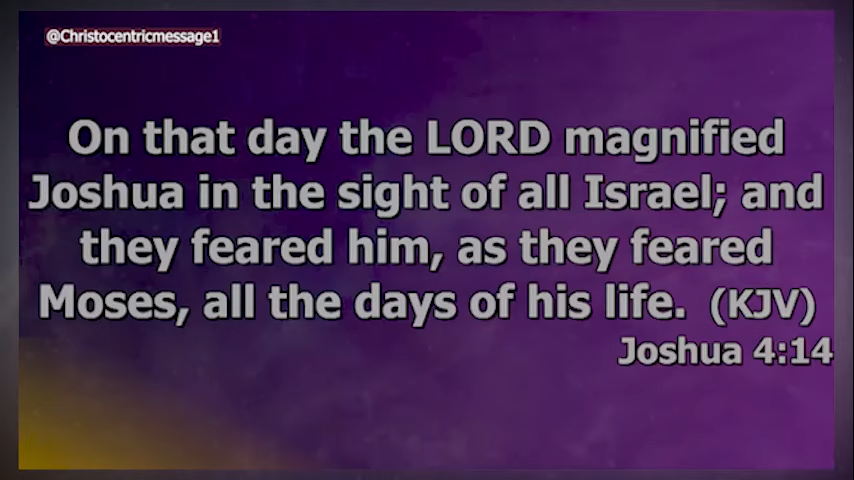 @Christocentricmessage1
On that day the LORD magnified
Joshua in the sight of all Israel; and
they feared him, as they feared
Moses, all the days of his life. (KJV)
Joshua 4:14